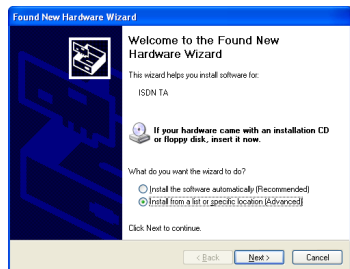 Found New Hardware Wizard
Welcome to the Found New
Hardware Wizard
This wizard helps you install software for:
ISDN TA
If your hardware came with an installation CD
or floppy disk, insert it now.
What do you want the wizard to do?
Install the software automatically (Recommended)
Install from a list or specific location (Advanced)
Click Next to continue.
< Back
Next >
Cancel